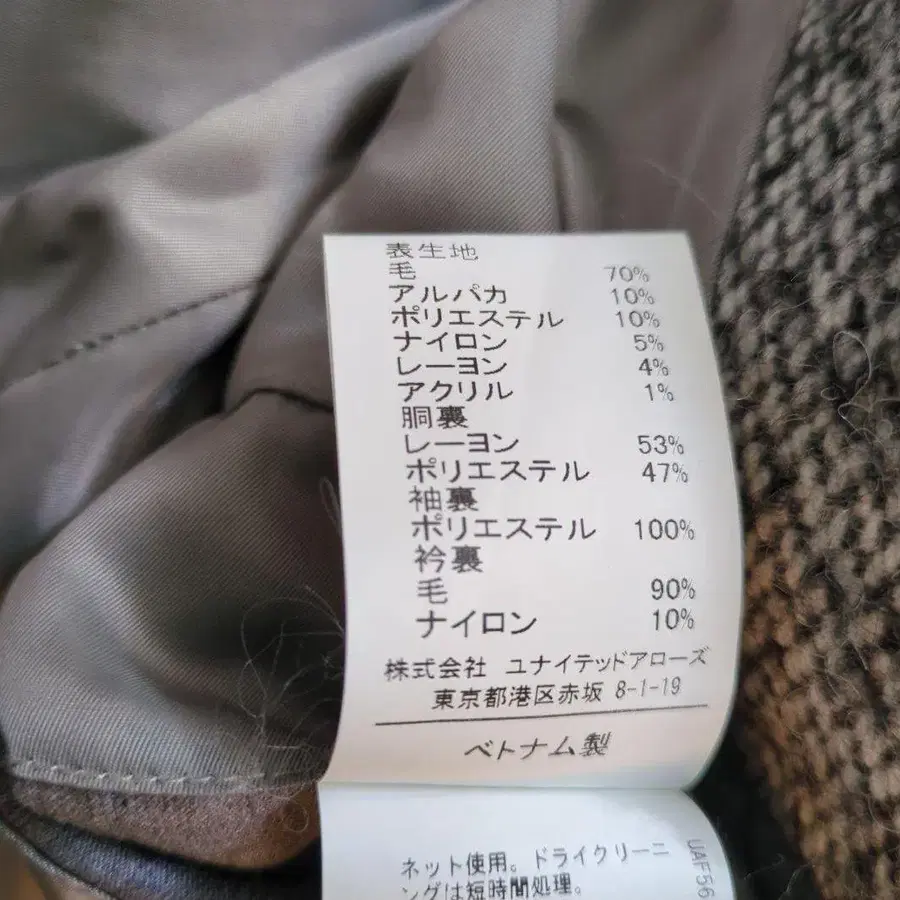 表生地
毛 70%
アルパカ 10%
ポリエステル 10%
ナイロン 5%
レーヨン 4%
アクリル 1%
胴裏
レーヨン 53%
ポリエステル 47%
袖裏
ポリエステル 100%
衿裏
毛 90%
ナイロン 10%
株式会社 ユナイテッドアローズ
東京都港区赤坂 8-1-19
ベトナム製
ネット使用。ドライクリーニ
ングは短時間処理。
UAF56